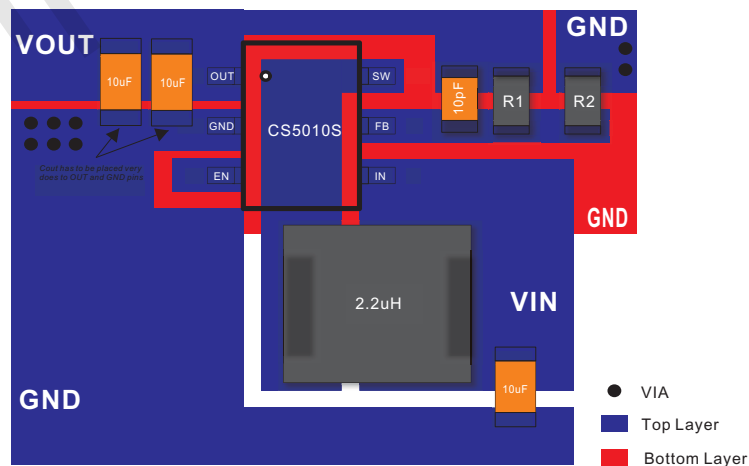 VOUT
GND
10uF
10uF
OUT
SW
10pF
R1
R2
GND
CS5010S
FB
Cout has to be placed very
does to OUT and GND pins
EN
IN
GND
2.2uH
VIN
GND
10uF
VIA
Top Layer
Bottom Layer